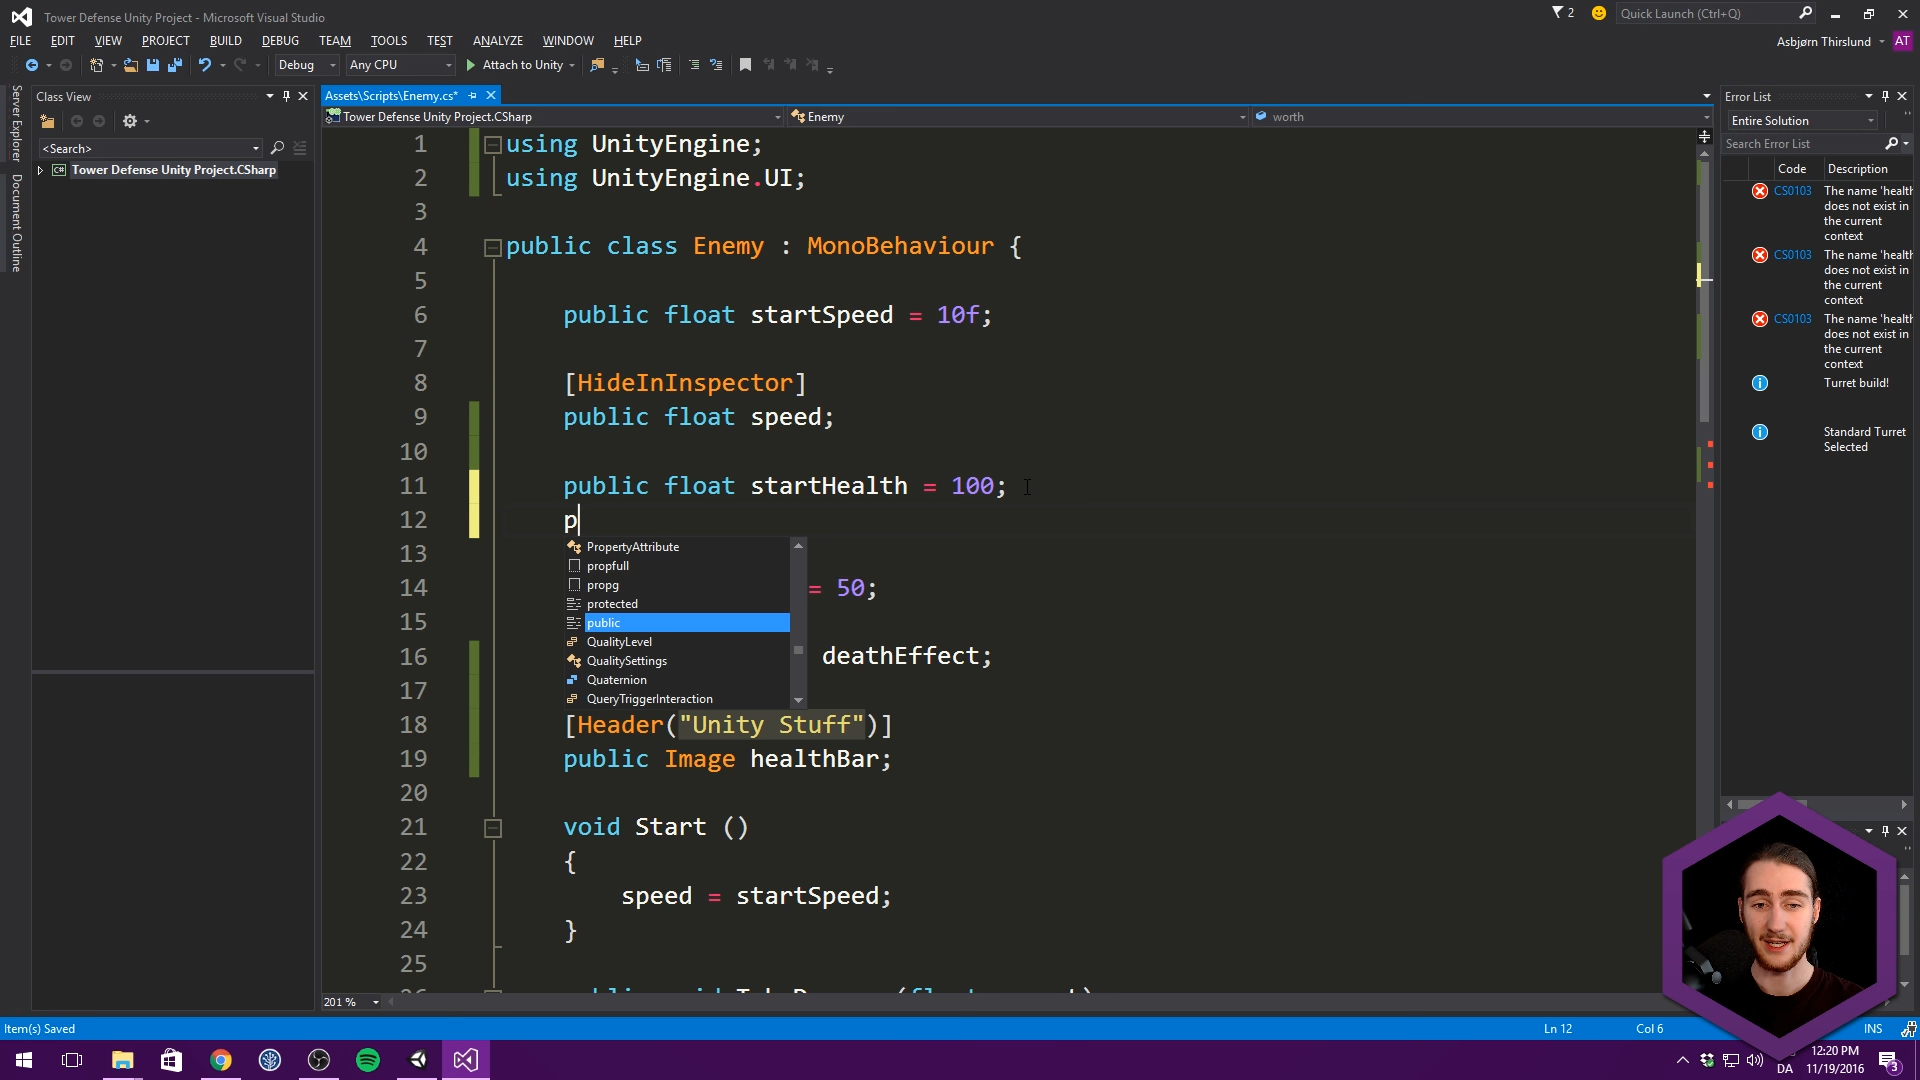 Tower Defense Unity Project - Microsoft Visual Studio
2
Quick Launch (Ctrl+Q)
FILE EDIT VIEW PROJECT BUILD DEBUG TEAM TOOLS TEST ANALYZE WINDOW HELP
Asbjørn Thirslund
AT
Debug
Any CPU
Attach to Unity
Server Explorer
Document Outline
Class View
<Search>
Tower Defense Unity Project.CSharp
Assets\Scripts\Enemy.cs*
Tower Defense Unity Project.CSharp
Enemy
worth
1 using UnityEngine;
2 using UnityEngine.UI;
3
4 public class Enemy : MonoBehaviour {
5
6 public float startSpeed = 10f;
7
8 [HideInInspector]
9 public float speed;
10
11 public float startHealth = 100;
12 p
13
14 = 50;
15
16 deathEffect;
17
18 [Header("Unity Stuff")]
19 public Image healthBar;
20
21 void Start ()
22 {
23 speed = startSpeed;
24 }
25
PropertyAttribute
propfull
propg
protected
public
QualityLevel
QualitySettings
Quaternion
QueryTriggerInteraction
201 %
Error List
Entire Solution
Search Error List
Code Description
CS0103 The name 'health
does not exist in
the current
context
CS0103 The name 'health
does not exist in
the current
context
CS0103 The name 'health
does not exist in
the current
context
Turret build!
Standard Turret
Selected
Item(s) Saved
Ln 12
Col 6
INS
12:20 PM
DA
11/19/2016
3